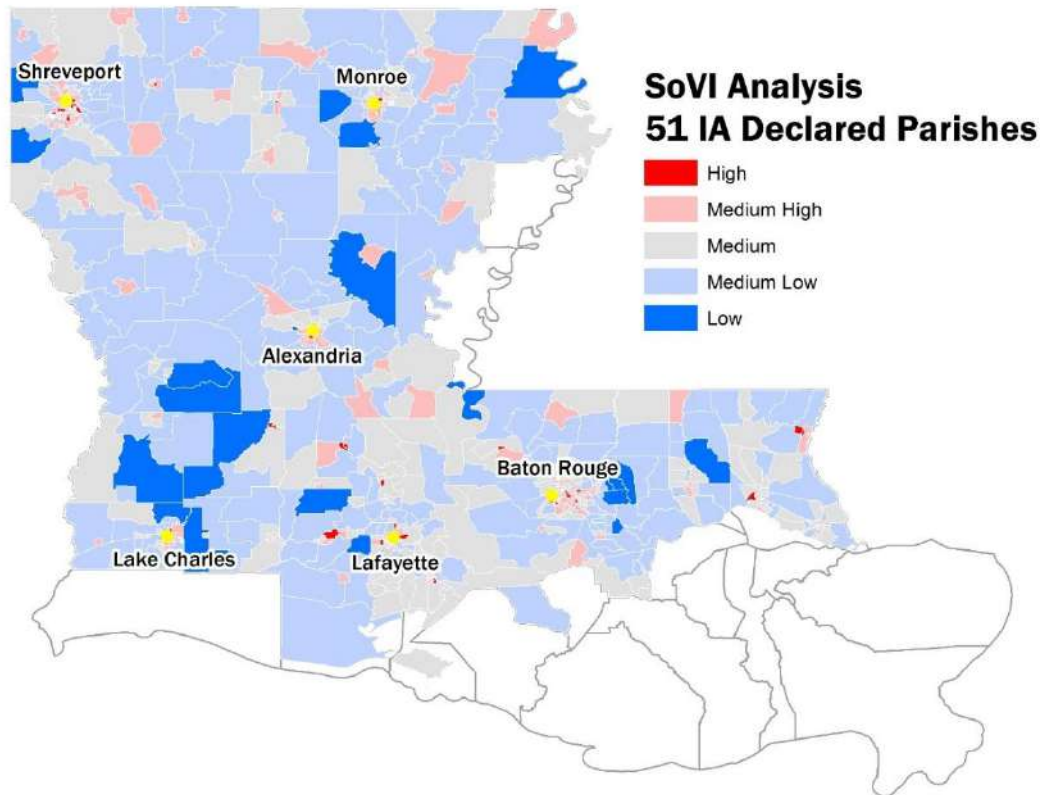 Shreveport
Monroe
SoVI Analysis
51 IA Declared Parishes
High
Medium High
Medium
Medium Low
Low
Alexandria
Baton Rouge
Lake Charles
Lafayette